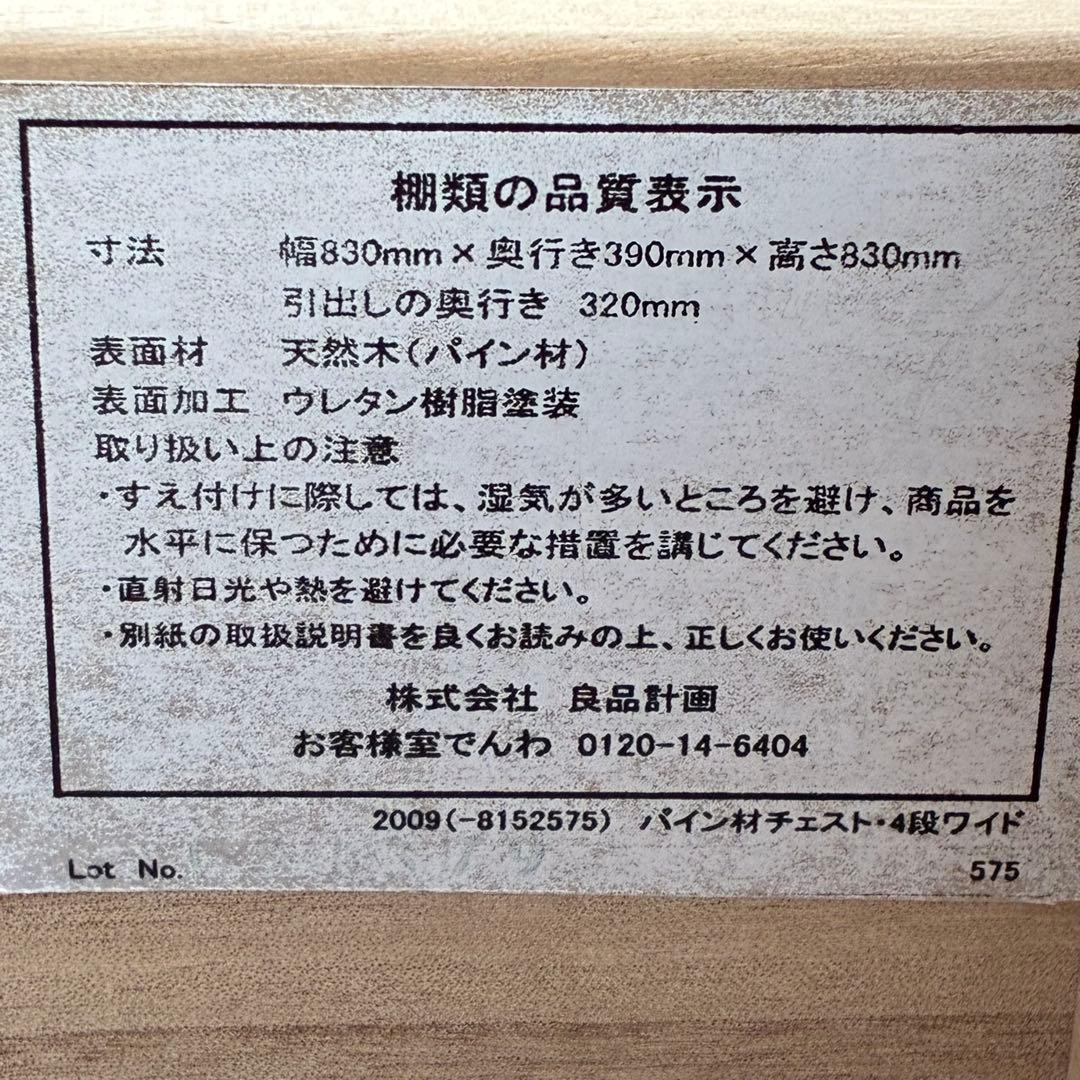 棚類の品質表示
寸法 幅830mm×奥行き390mm×高さ830mm
引出しの奥行き 320mm
表面材 天然木(パイン材)
表面加工 ウレタン樹脂塗装
取り扱い上の注意
・すえ付けに際しては、湿気が多いところを避け、商品を
水平に保つために必要な措置を講じてください。
・直射日光や熱を避けてください。
・別紙の取扱説明書を良くお読みの上、正しくお使いください。
株式会社 良品計画
お客様室でんわ 0120-14-6404
2009(-8152575) パイン材チェスト・4段ワイド
Lot No. 575